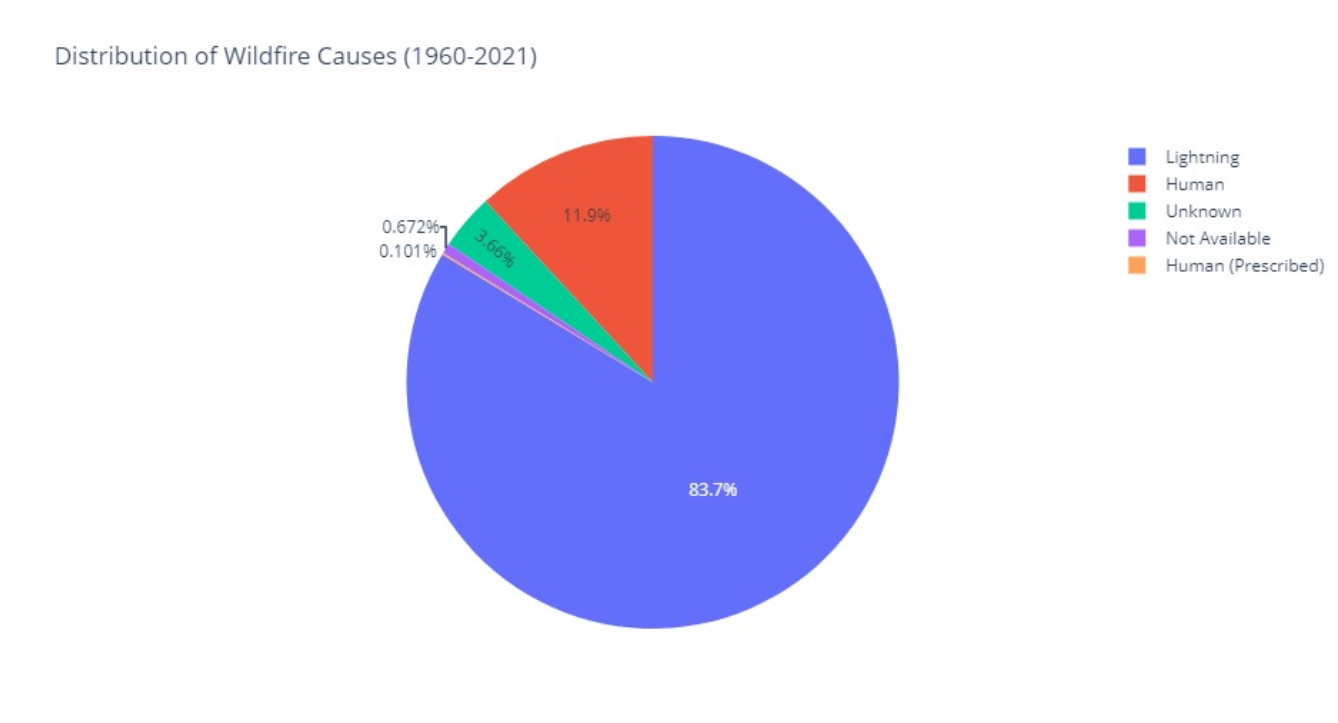 Distribution of Wildfire Causes (1960-2021)
Lightning
Human
Unknown
Not Available
Human (Prescribed)
11.9%
0.672%
3.66%
0.101%
83.7%